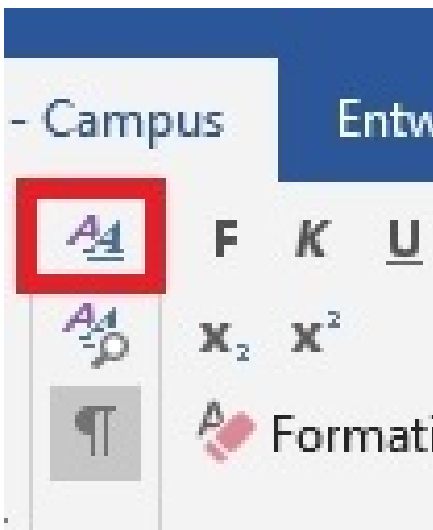 - Campus Entw
F K U
x₂ x²
¶ Formati